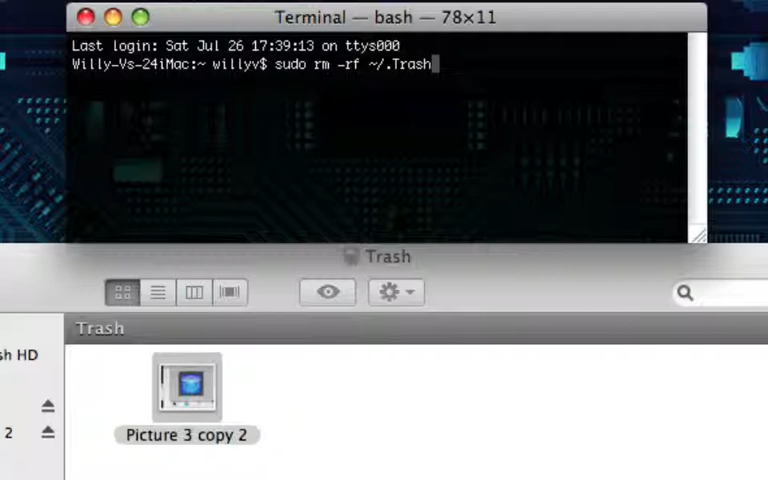 Terminal — bash — 78×11
Last login: Sat Jul 26 17:39:13 on ttys000
Willy-Vs-24iMac:~ willyv$ sudo rm -rf ~/.Trash
Trash
Trash
sh HD
2
Picture 3 copy 2